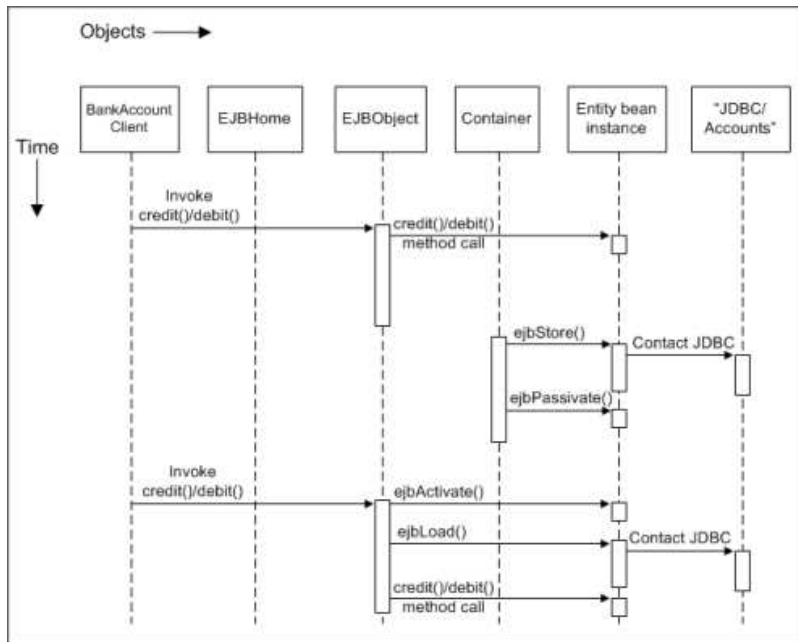 Objects
BankAccount
Client
EJBHome
EJBObject
Container
Entity bean
instance
"JDBC/
Accounts"
Time
Invoke
credit()/debit()
credit()/debit()
method call
ejbStore()
Contact JDBC
ejbPassivate()
Invoke
credit()/debit()
ejbActivate()
ejbLoad()
Contact JDBC
credit()/debit()
method call